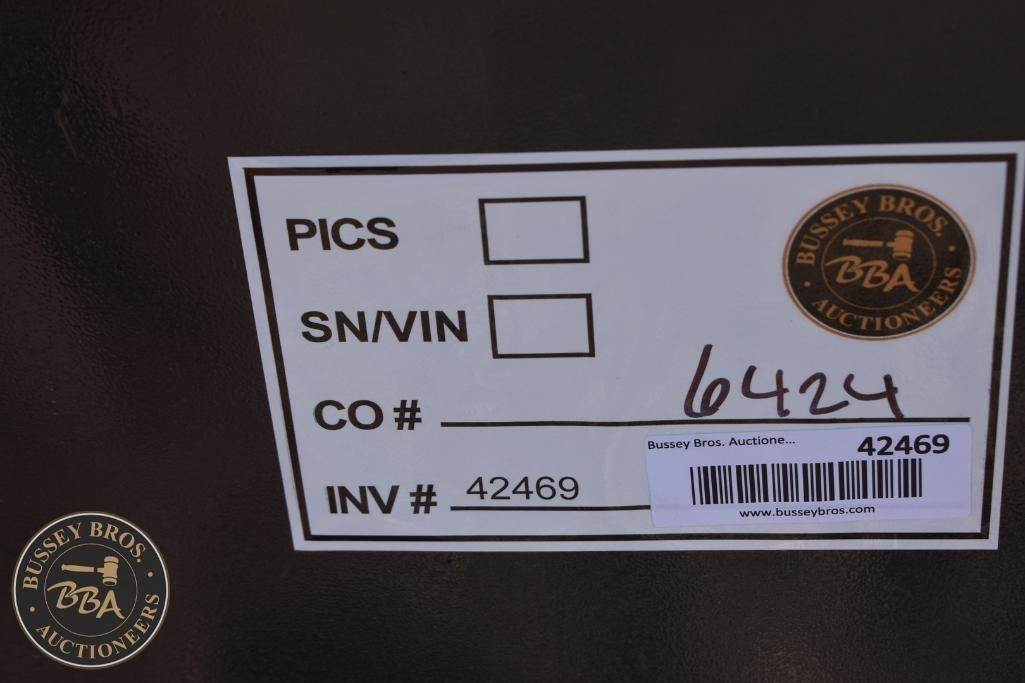 PICS
BUSSEY BROS.
BBA
AUCTIONEERS
SN/VIN
CO # 6424
INV # 42469
Bussey Bros. Auctione... 42469
www.busseybros.com
BUSSEY BROS.
BBA
AUCTIONEERS